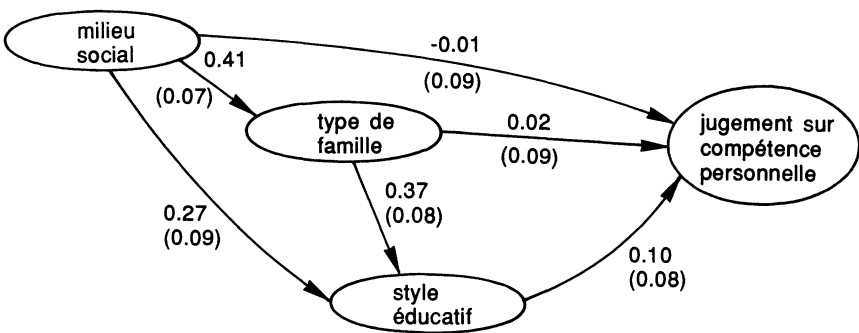 milieu
social
-0.01
(0.09)
0.41
(0.07)
type de
famille
0.02
(0.09)
jugement sur
compétence
personnelle
0.37
(0.08)
0.27
(0.09)
0.10
(0.08)
style
éducatif